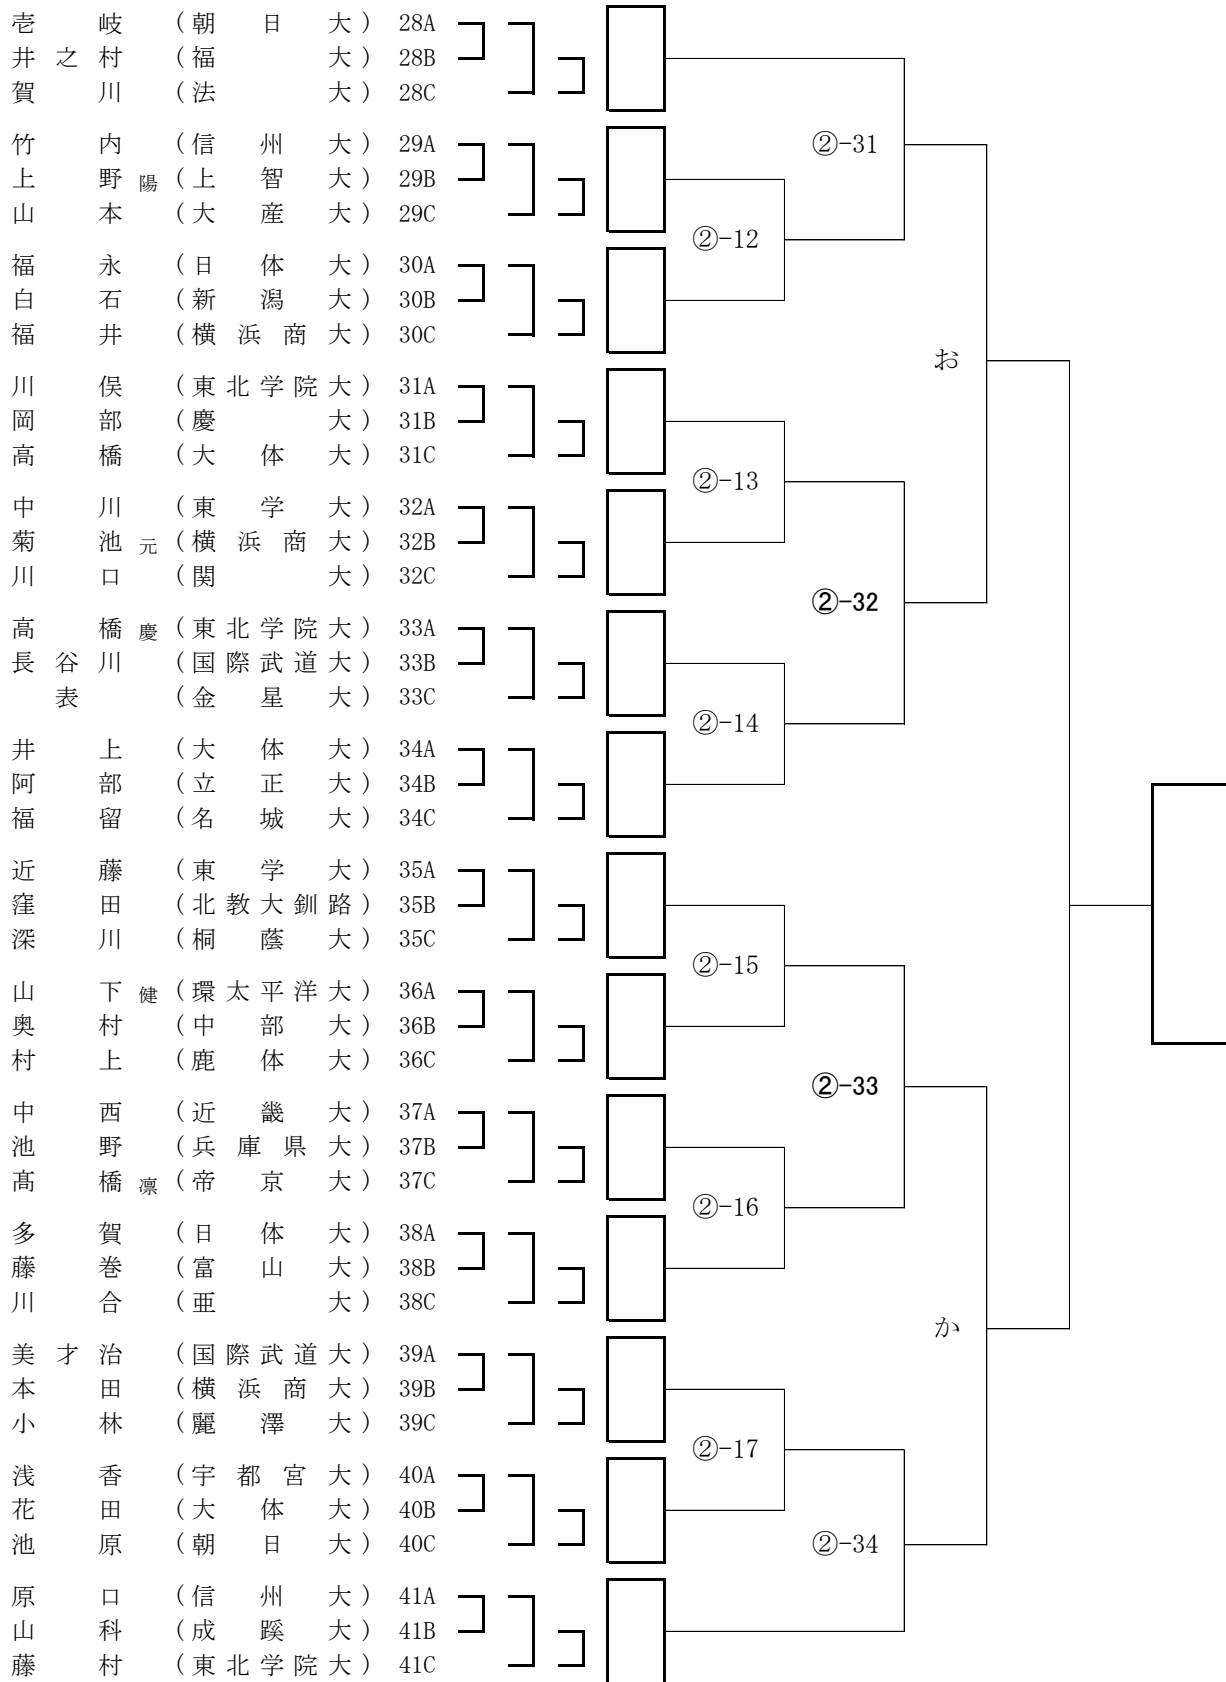 壱岐（朝日大）28A
井之村（福大）28B
賀川（法大）28C
竹内（信州大）29A
上野陽（上智大）29B
山本（大産大）29C
福永（日体大）30A
白石（新潟大）30B
福井（横浜商大）30C
川俣（東北学院大）31A
岡部（慶大）31B
高橋（大体大）31C
中川（東学大）32A
菊池元（横浜商大）32B
川口（関大）32C
高橋慶（東北学院大）33A
長谷川（国際武道大）33B
表（金星大）33C
井上（大体大）34A
阿部（立正大）34B
福留（名城大）34C
近藤（東学大）35A
窪田（北教大釧路）35B
深川（桐蔭大）35C
山下健（環太平洋大）36A
奥村（中部大）36B
村上（鹿体大）36C
中西（近畿大）37A
池野（兵庫県大）37B
髙橋凛（帝京大）37C
多賀（日体大）38A
藤巻（富山大）38B
川合（亜大）38C
美才治（国際武道大）39A
本田（横浜商大）39B
小林（麗澤大）39C
浅香（宇都宮大）40A
花田（大体大）40B
池原（朝日大）40C
原口（信州大）41A
山科（成蹊大）41B
藤村（東北学院大）41C
②-12
②-13
②-14
②-15
②-16
②-17
②-31
②-32
②-33
②-34
お
か